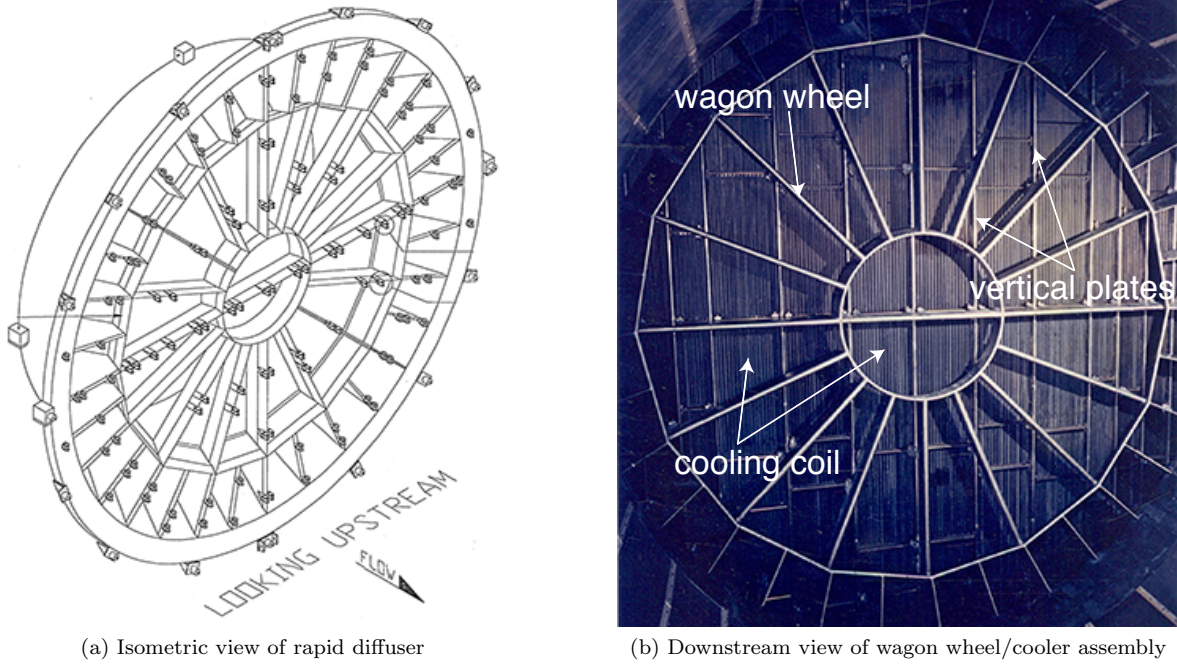 wagon wheel
vertical plates
cooling coil
LOOKING UPSTREAM
FLOW
(a) Isometric view of rapid diffuser
(b) Downstream view of wagon wheel/cooler assembly